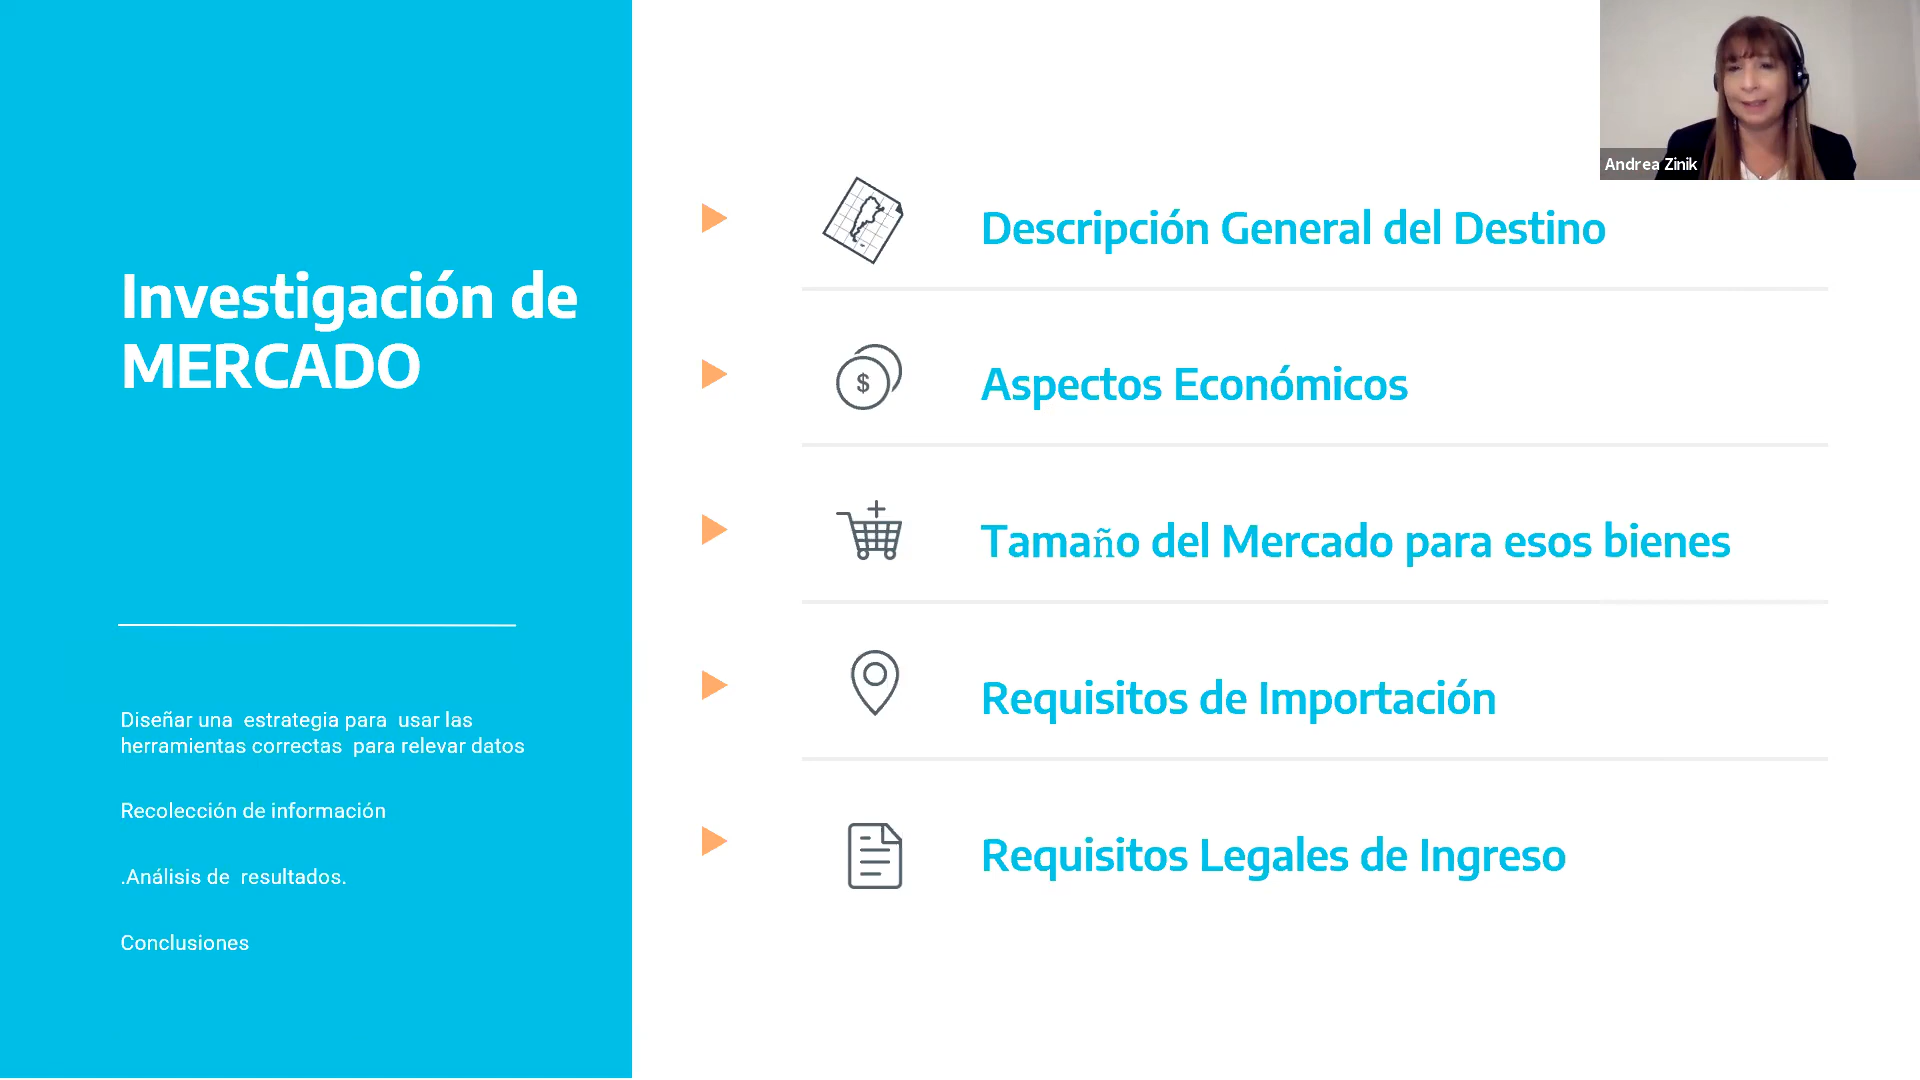 Andrea Zinik
Investigación de
MERCADO
Diseñar una estrategia para usar las
herramientas correctas para relevar datos
Recolección de información
.Análisis de resultados.
Conclusiones
Descripción General del Destino
$
Aspectos Económicos
Tamaño del Mercado para esos bienes
Requisitos de Importación
Requisitos Legales de Ingreso